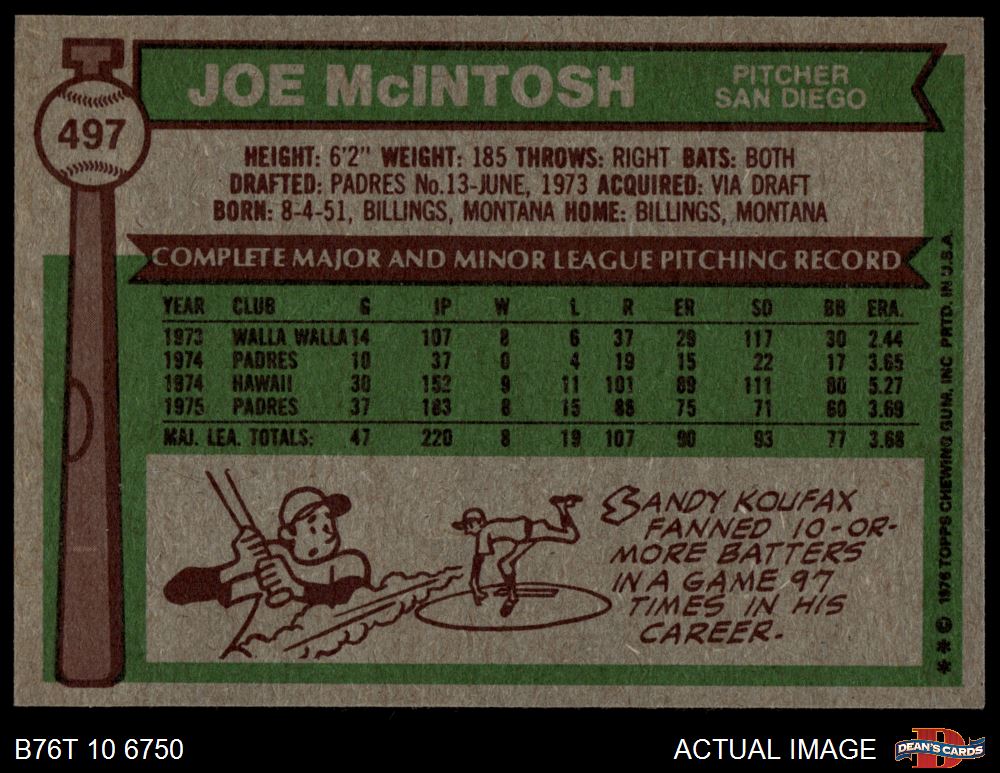 497
JOE McINTOSH
PITCHER
SAN DIEGO
HEIGHT: 6'2" WEIGHT: 185 THROWS: RIGHT BATS: BOTH
DRAFTED: PADRES No.13-JUNE, 1973 ACQUIRED: VIA DRAFT
BORN: 8-4-51, BILLINGS, MONTANA HOME: BILLINGS, MONTANA
COMPLETE MAJOR AND MINOR LEAGUE PITCHING RECORD
YEAR CLUB G IP W L R ER SO BB ERA.
1973 WALLA WALLA 14 107 8 6 37 29 117 30 2.44
1974 PADRES 10 37 0 4 19 15 22 17 3.65
1974 HAWAII 30 152 9 11 101 89 111 80 5.27
1975 PADRES 37 183 8 15 88 75 71 60 3.69
MAJ. LEA. TOTALS: 47 220 8 19 107 90 93 77 3.68
SANDY KOUFAX
FANNED 10-OR-
MORE BATTERS
IN A GAME 97
TIMES IN HIS
CAREER.
** © 1976 TOPPS CHEWING GUM, INC. PRTD. IN U.S.A.
B76T 10 6750
ACTUAL IMAGE
D
DEAN'S CARDS